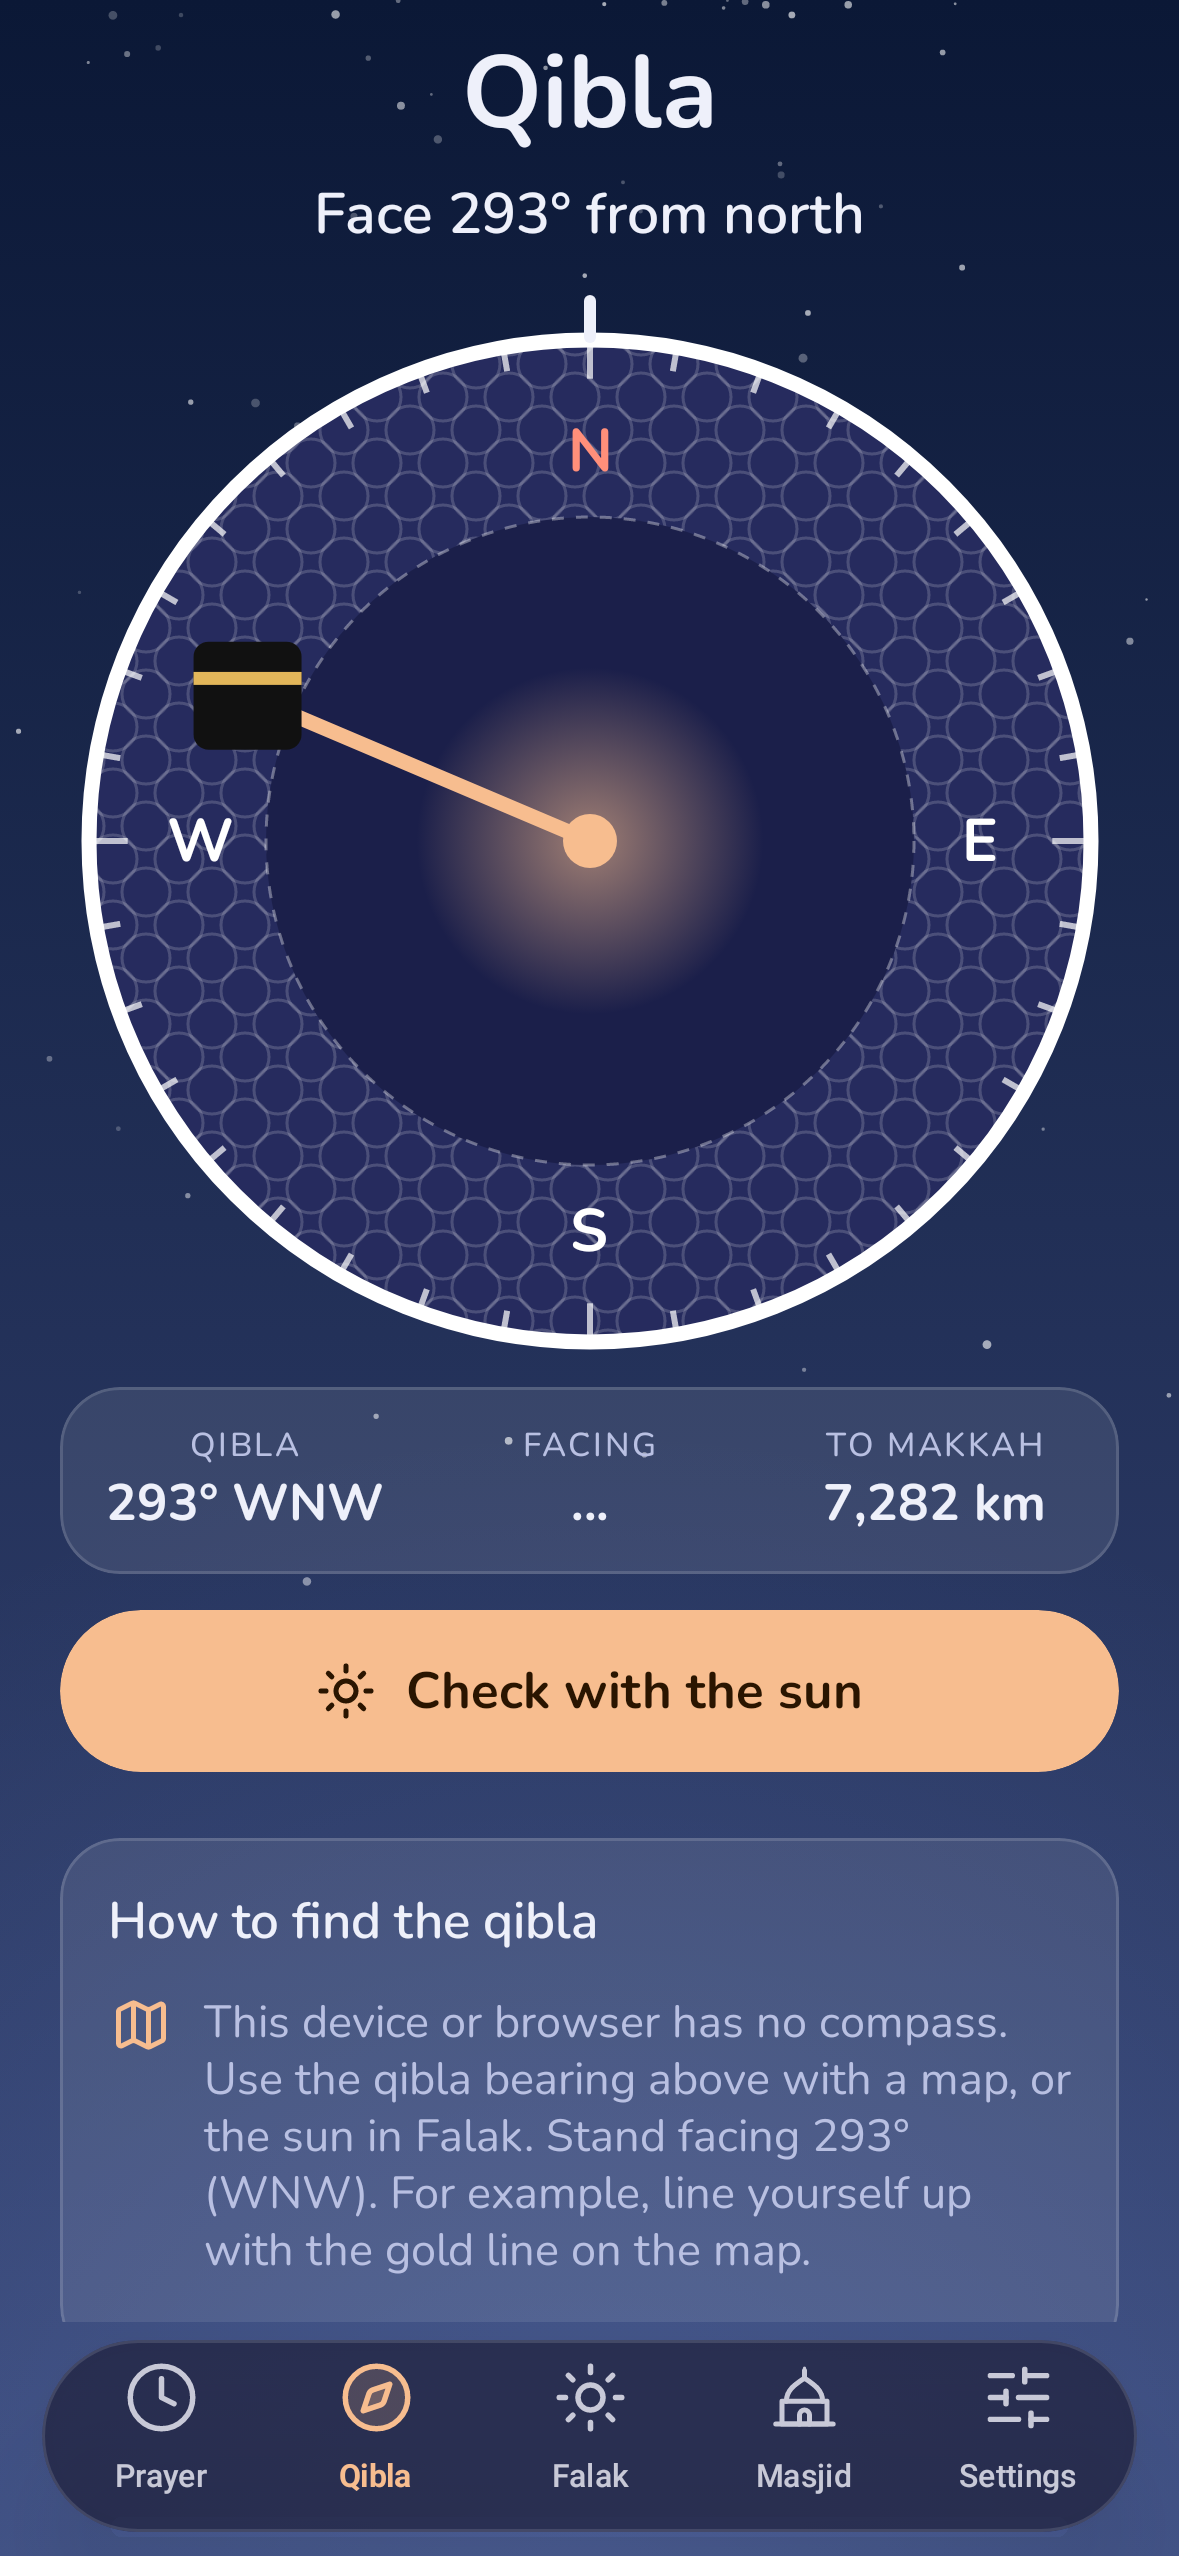 Qibla
Face 293° from north
N
W
E
S
QIBLA
FACING
TO MAKKAH
293° WNW
...
7,282 km
Check with the sun
How to find the qibla
This device or browser has no compass.
Use the qibla bearing above with a map, or
the sun in Falak. Stand facing 293°
(WNW). For example, line yourself up
with the gold line on the map.
Prayer
Qibla
Falak
Masjid
Settings